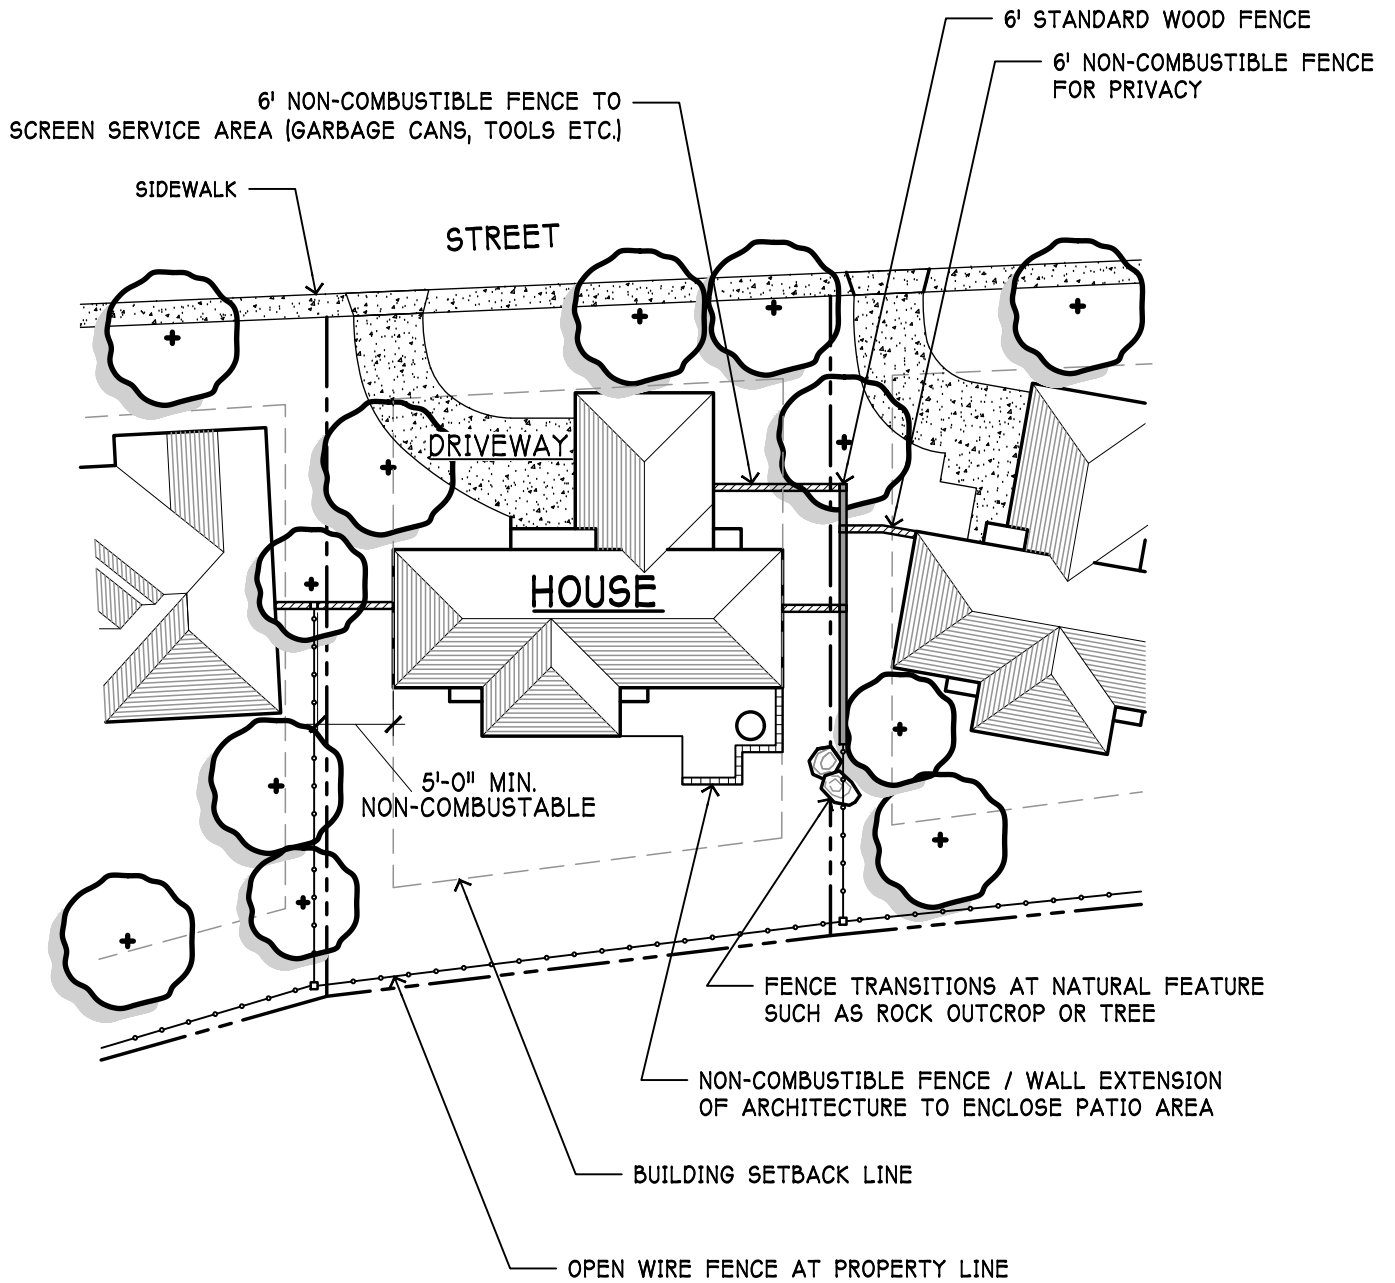 6' STANDARD WOOD FENCE
6' NON-COMBUSTIBLE FENCE
FOR PRIVACY
6' NON-COMBUSTIBLE FENCE TO
SCREEN SERVICE AREA (GARBAGE CANS, TOOLS ETC.)
SIDEWALK
STREET
DRIVEWAY
HOUSE
5'-0" MIN.
NON-COMBUSTABLE
FENCE TRANSITIONS AT NATURAL FEATURE
SUCH AS ROCK OUTCROP OR TREE
NON-COMBUSTIBLE FENCE / WALL EXTENSION
OF ARCHITECTURE TO ENCLOSE PATIO AREA
BUILDING SETBACK LINE
OPEN WIRE FENCE AT PROPERTY LINE